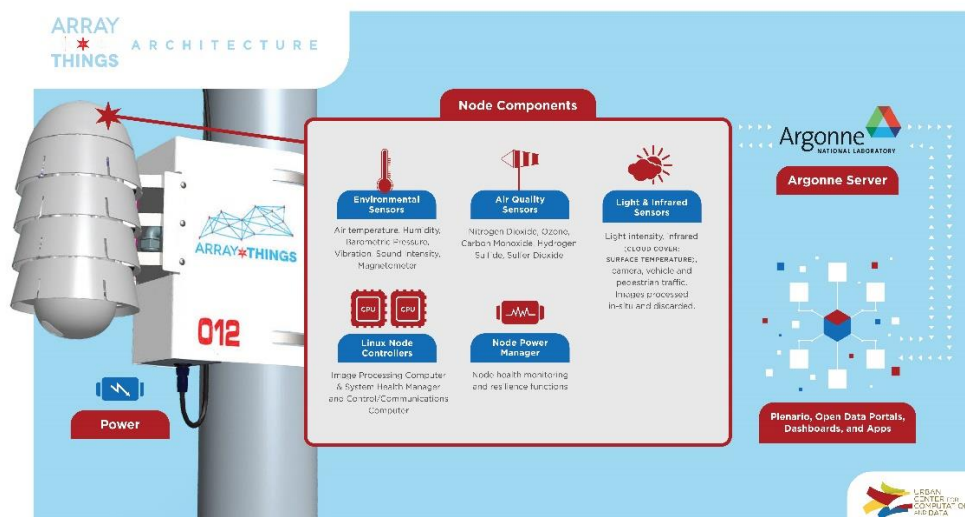 ARRAY
THINGS
ARCHITECTURE
Node Components
Environmental
Sensors
Air temperature, Humidity,
Barometric Pressure,
Vibration, Sound Intensity,
Magnetometer
Air Quality
Sensors
Nitrogen Dioxide, Ozone,
Carbon Monoxide, Hydrogen
Sulfide, Sulfer Dioxide
Light & Infrared
Sensors
Light intensity, infrared
(CLOUD COVER;
SURFACE TEMPERATURE),
camera, vehicle and
pedestrian traffic.
Images processed
in-situ and discarded.
CPU CPU
Linux Node
Controllers
Image Processing Computer
& System Health Manager
and Control/Communications
Computer
Node Power
Manager
Node health monitoring
and resilience functions
ARRAY THINGS
012
Power
Argonne
NATIONAL LABORATORY
Argonne Server
Plenario, Open Data Portals,
Dashboards, and Apps
URBAN
CENTER FOR
COMPUTATION
AND DATA